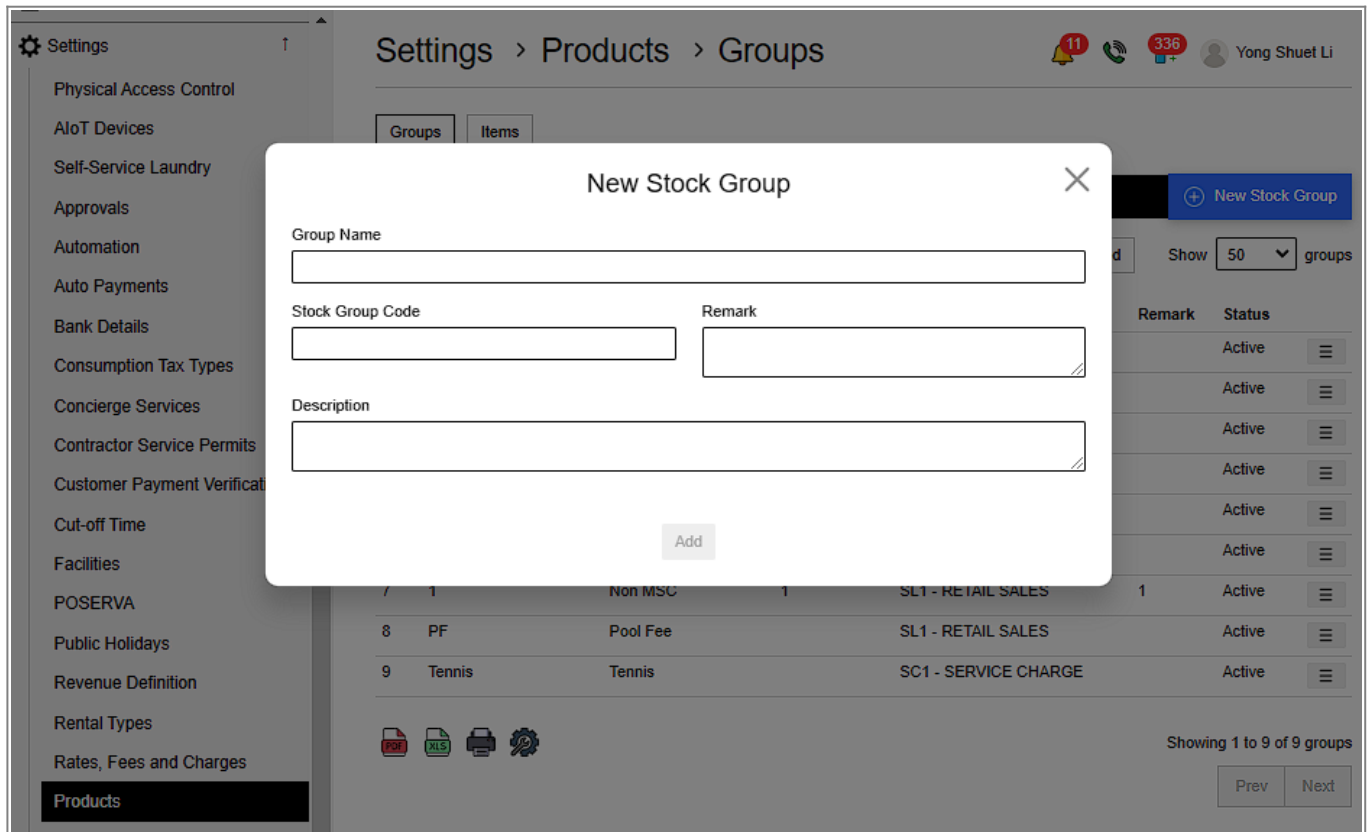 Settings ↑
Physical Access Control
AIoT Devices
Self-Service Laundry
Approvals
Automation
Auto Payments
Bank Details
Consumption Tax Types
Concierge Services
Contractor Service Permits
Customer Payment Verificati
Cut-off Time
Facilities
POSERVA
Public Holidays
Revenue Definition
Rental Types
Rates, Fees and Charges
Products
Settings > Products > Groups
11 336 Yong Shuet Li
Groups Items
New Stock Group
New Stock Group
Group Name
Stock Group Code Remark
Description
Add
d Show 50 groups
Remark Status
Active
Active
Active
Active
Active
Active
7 1 Non MSC 1 SL1 - RETAIL SALES 1 Active
8 PF Pool Fee SL1 - RETAIL SALES Active
9 Tennis Tennis SC1 - SERVICE CHARGE Active
PDF XLS
Showing 1 to 9 of 9 groups
Prev Next